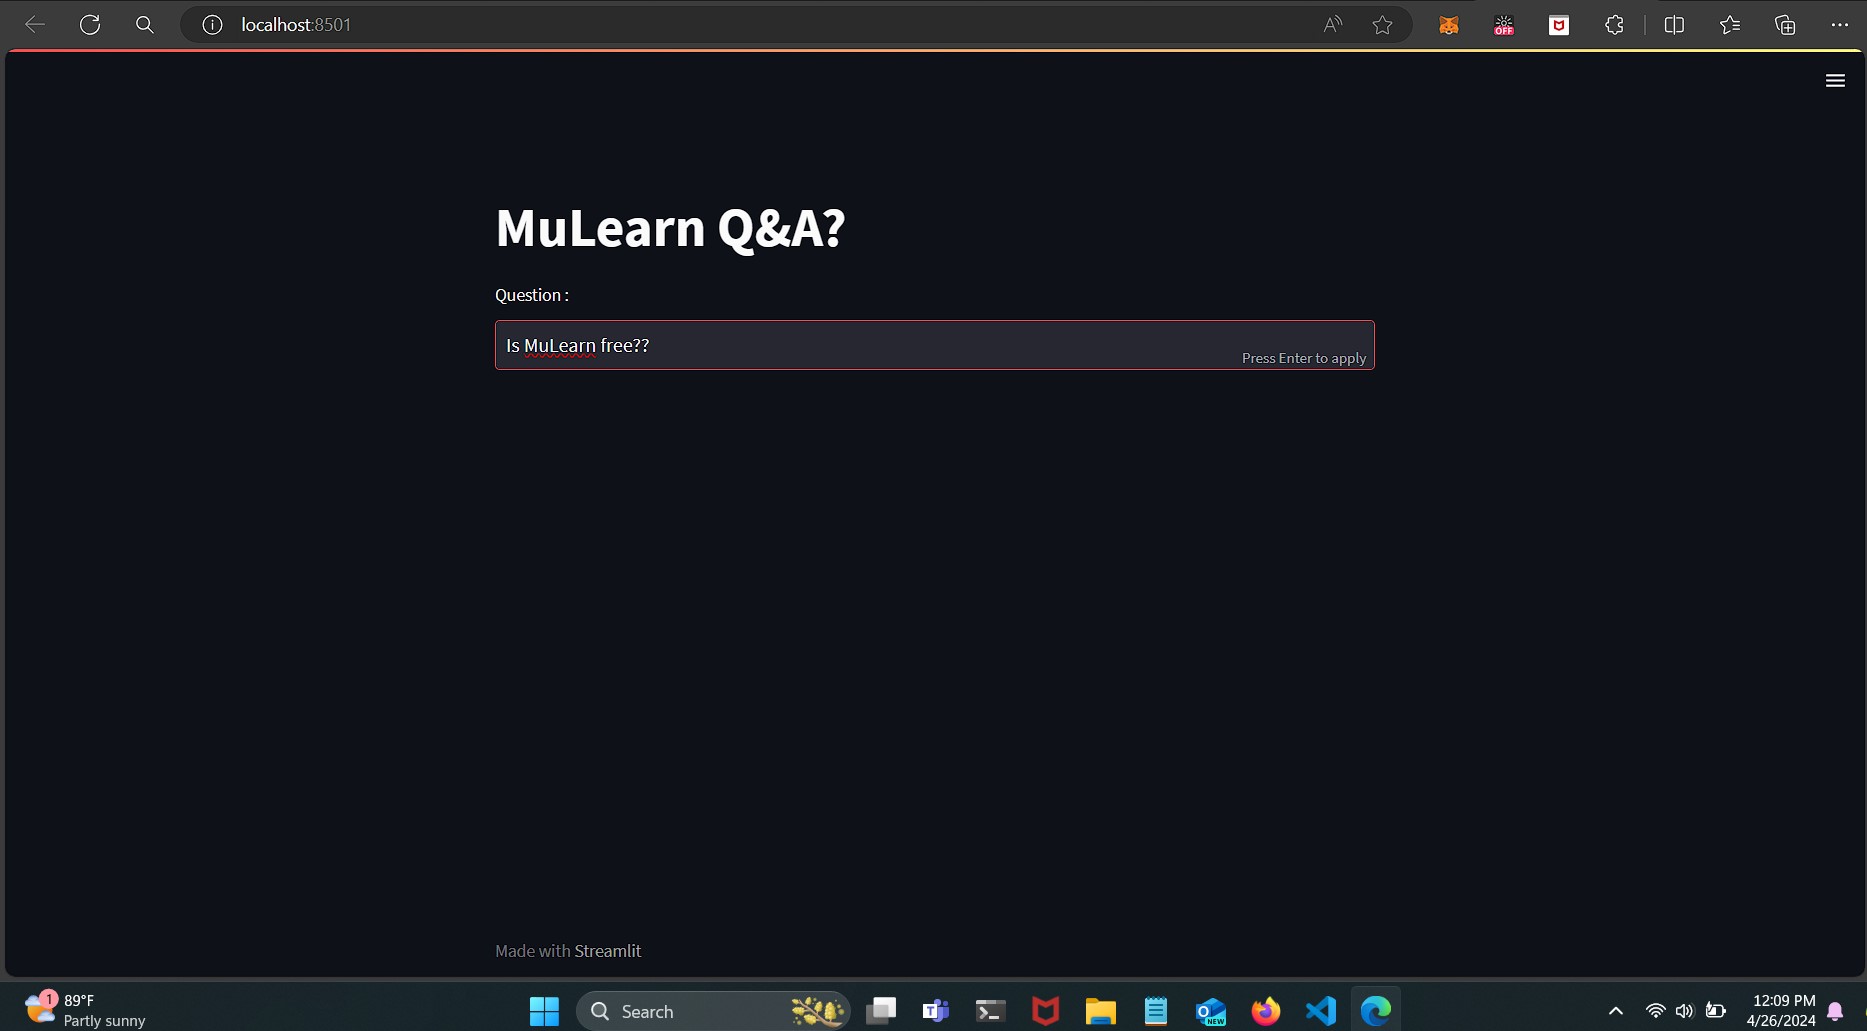 localhost:8501
OFF
MuLearn Q&A?
Question :
Is MuLearn free??
Press Enter to apply
Made with Streamlit
1
89°F
Partly sunny
Search
NEW
12:09 PM
4/26/2024